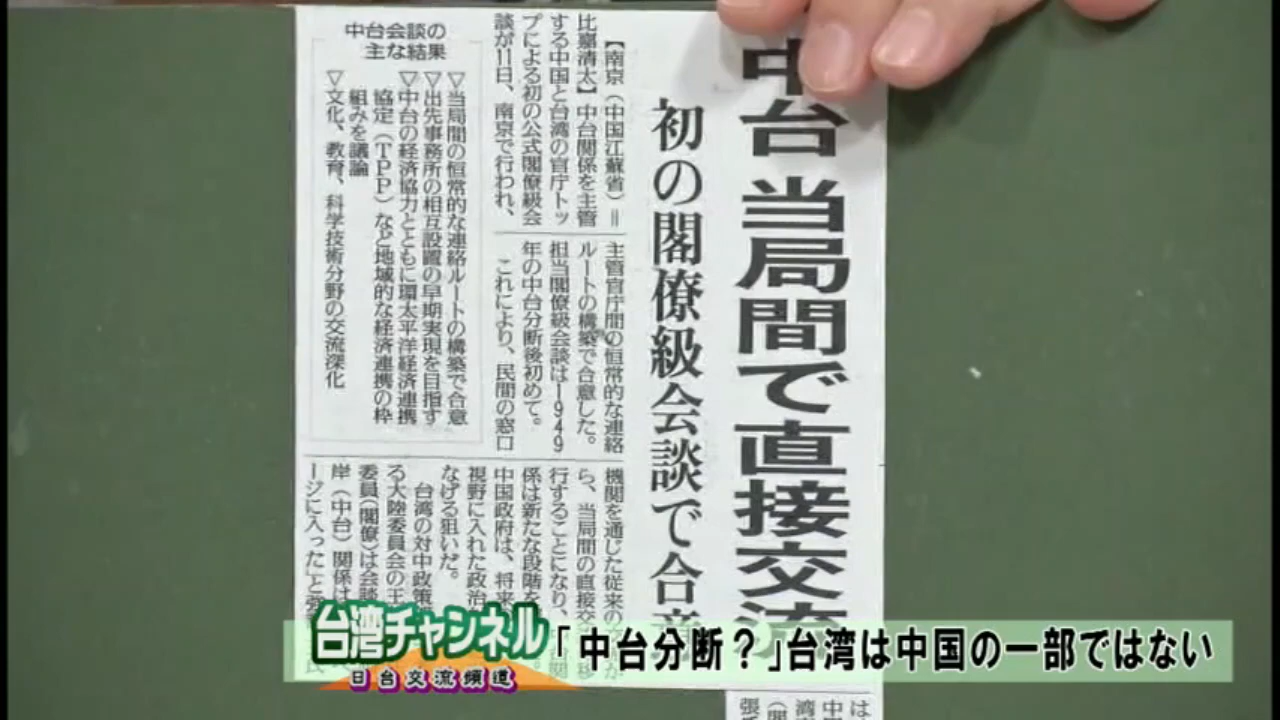 中台 当局間で直接交流
初の閣僚級会談で合意
【南京（中国江蘇省）＝
比嘉清太】中台関係を主管
する中国と台湾の官庁トッ
プによる初の公式閣僚級会
談が11日、南京で行われ、
主管官庁間の恒常的な連絡
ルートの構築で合意した。
担当閣僚級会談は1949
年の中台分断後初めて。
これにより、民間の窓口
機関を通じた従来の
ら、当局間の直接交
行することになり、
係は新たな段階を
中国政府は、将来
視野に入れた政治
なげる狙いだ。
台湾の対中政策
る大陸委員会の王
委員（閣僚）は会談
岸（中台）関係は
ージに入った」と
中台会談の
主な結果
▽当局間の恒常的な連絡ルートの構築で合意
▽出先事務所の相互設置の早期実現を目指す
▽中台の経済協力とともに環太平洋経済連携
協定（TPP）など地域的な経済連携の枠
組みを議論
▽文化、教育、科学技術分野の交流深化
台湾チャンネル
日台交流頻道
「中台分断？」台湾は中国の一部ではない